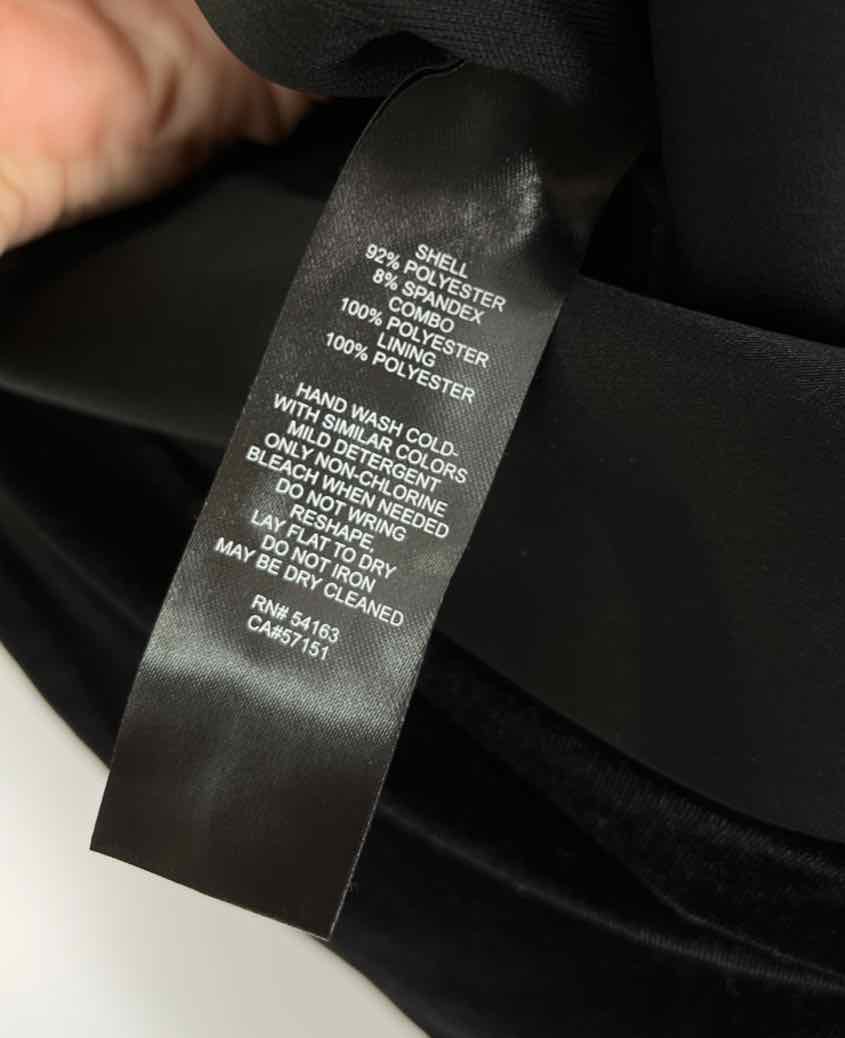 SHELL
92% POLYESTER
8% SPANDEX
COMBO
100% POLYESTER
LINING
100% POLYESTER
HAND WASH COLD-
WITH SIMILAR COLORS
MILD DETERGENT
ONLY NON-CHLORINE
BLEACH WHEN NEEDED
DO NOT WRING
RESHAPE,
LAY FLAT TO DRY
DO NOT IRON
MAY BE DRY CLEANED
RN# 54163
CA#57151